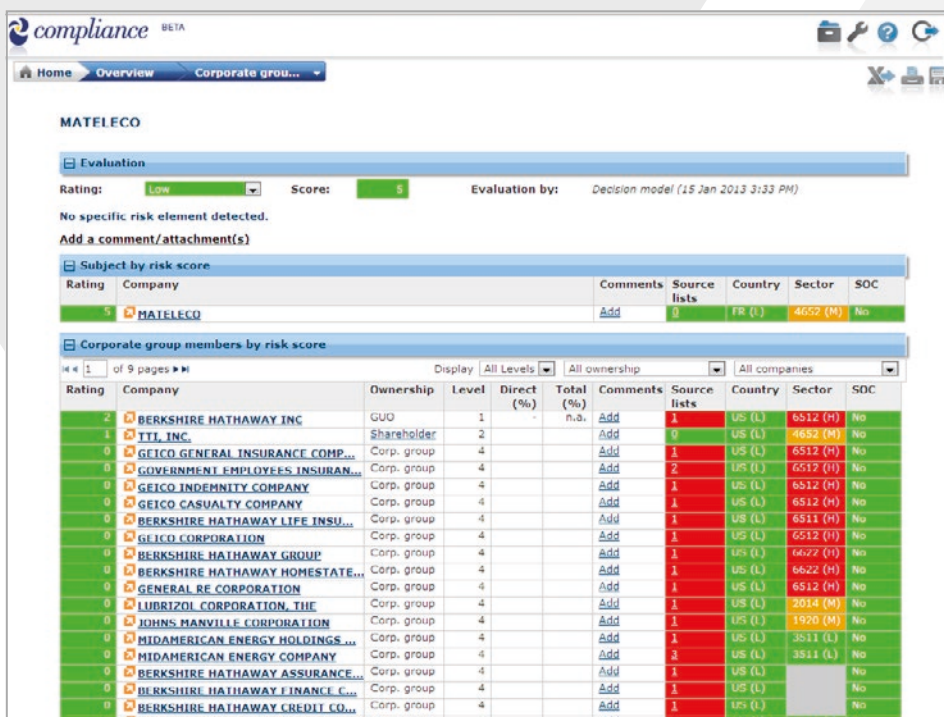 compliance BETA
Home Overview Corporate grou...
MATELECO
Evaluation
Rating: Low Score: 5 Evaluation by: Decision model (15 Jan 2013 3:33 PM)
No specific risk element detected.
Add a comment/attachment(s)
Subject by risk score
Rating Company Comments Source lists Country Sector SOC
5 MATELECO Add 0 FR (L) 4652 (M) No
Corporate group members by risk score
1 of 9 pages Display All Levels All ownership All companies
Rating Company Ownership Level Direct (%) Total (%) Comments Source lists Country Sector SOC
2 BERKSHIRE HATHAWAY INC GUO 1 - n.a. Add 1 US (L) 6512 (H) No
1 TTI, INC. Shareholder 2 Add 0 US (L) 4652 (M) No
0 GEICO GENERAL INSURANCE COMP... Corp. group 4 Add 1 US (L) 6512 (H) No
0 GOVERNMENT EMPLOYEES INSURAN... Corp. group 4 Add 2 US (L) 6512 (H) No
0 GEICO INDEMNITY COMPANY Corp. group 4 Add 1 US (L) 6512 (H) No
0 GEICO CASUALTY COMPANY Corp. group 4 Add 1 US (L) 6512 (H) No
0 BERKSHIRE HATHAWAY LIFE INSU... Corp. group 4 Add 1 US (L) 6511 (H) No
0 GEICO CORPORATION Corp. group 4 Add 1 US (L) 6512 (H) No
0 BERKSHIRE HATHAWAY GROUP Corp. group 4 Add 1 US (L) 6622 (H) No
0 BERKSHIRE HATHAWAY HOMESTATE... Corp. group 4 Add 1 US (L) 6622 (H) No
0 GENERAL RE CORPORATION Corp. group 4 Add 1 US (L) 6512 (H) No
0 LUBRIZOL CORPORATION, THE Corp. group 4 Add 1 US (L) 2014 (M) No
0 JOHNS MANVILLE CORPORATION Corp. group 4 Add 1 US (L) 1920 (M) No
0 MIDAMERICAN ENERGY HOLDINGS ... Corp. group 4 Add 1 US (L) 3511 (L) No
0 MIDAMERICAN ENERGY COMPANY Corp. group 4 Add 3 US (L) 3511 (L) No
0 BERKSHIRE HATHAWAY ASSURANCE... Corp. group 4 Add 1 US (L) No
0 BERKSHIRE HATHAWAY FINANCE C... Corp. group 4 Add 1 US (L) No
0 BERKSHIRE HATHAWAY CREDIT CO... Corp. group 4 Add 1 US (L) No